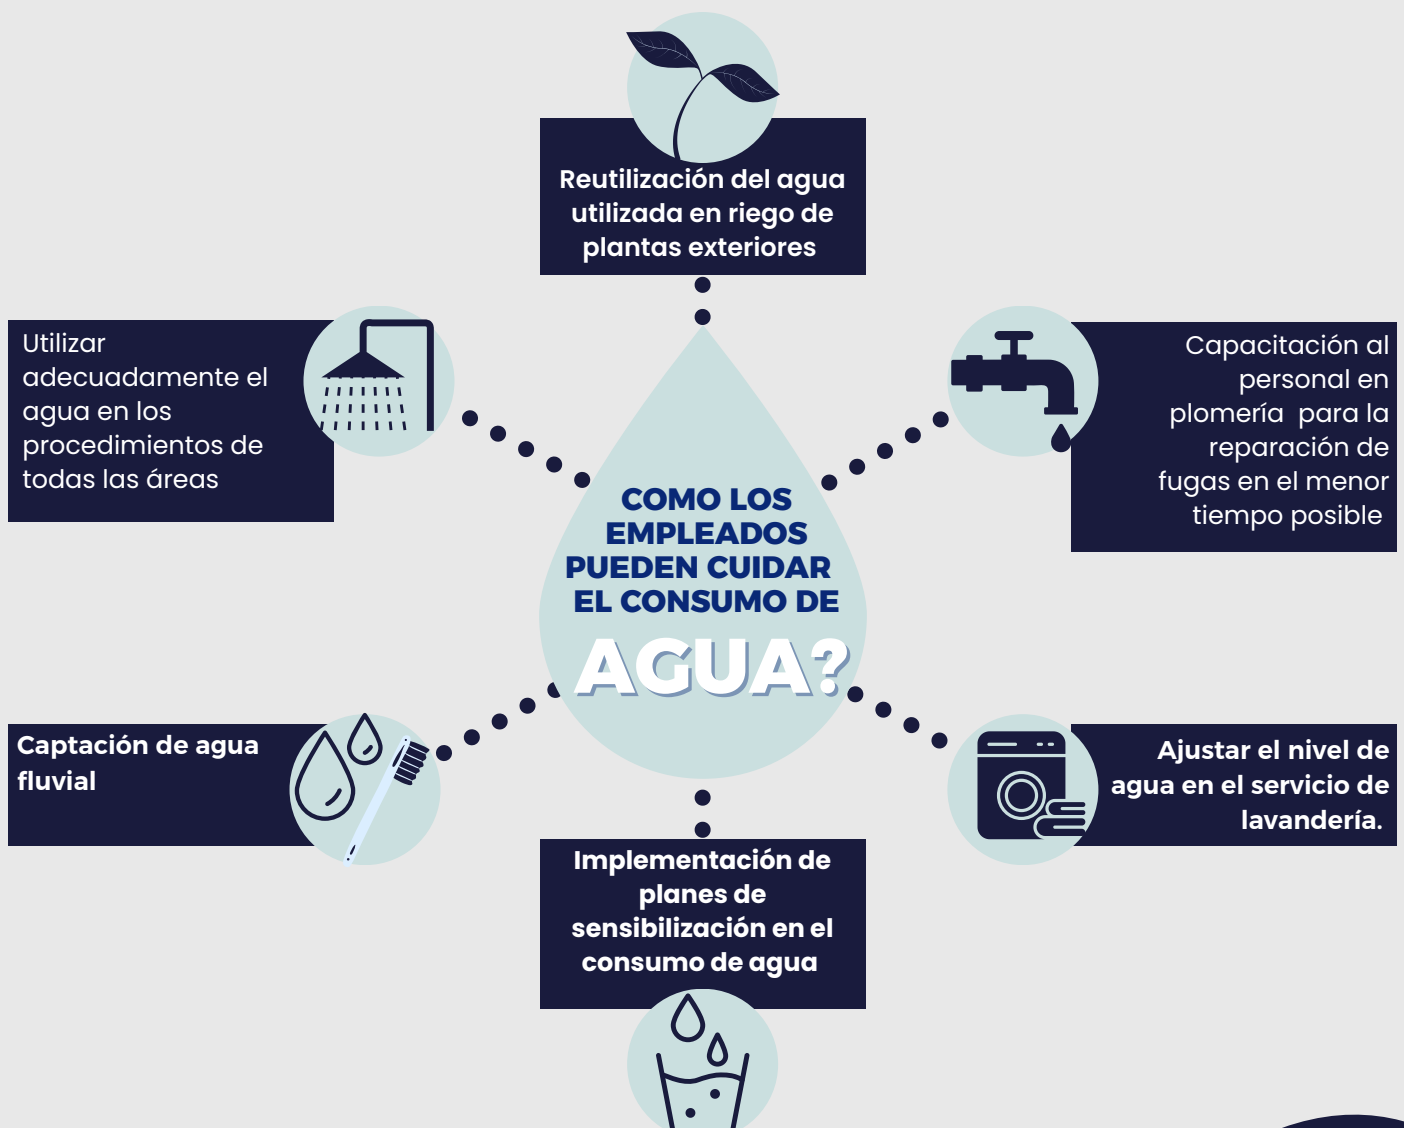 Reutilización del agua
utilizada en riego de
plantas exteriores
Utilizar
adecuadamente el
agua en los
procedimientos de
todas las áreas
Capacitación al
personal en
plomería para la
reparación de
fugas en el menor
tiempo posible
COMO LOS
EMPLEADOS
PUEDEN CUIDAR
EL CONSUMO DE
AGUA?
Captación de agua
fluvial
Ajustar el nivel de
agua en el servicio de
lavandería.
Implementación de
planes de
sensibilización en el
consumo de agua